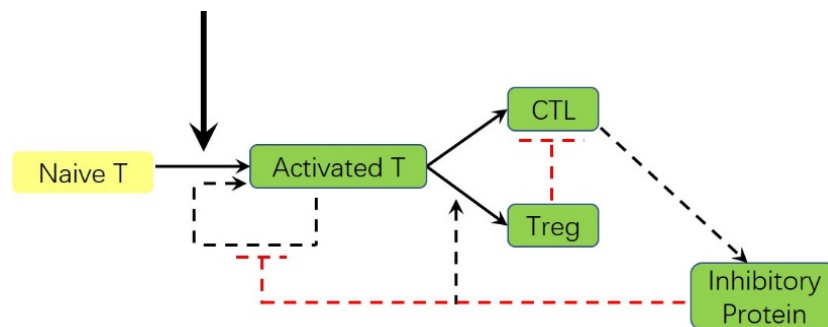 CTL
Naive T
Activated T
Treg
Inhibitory
Protein